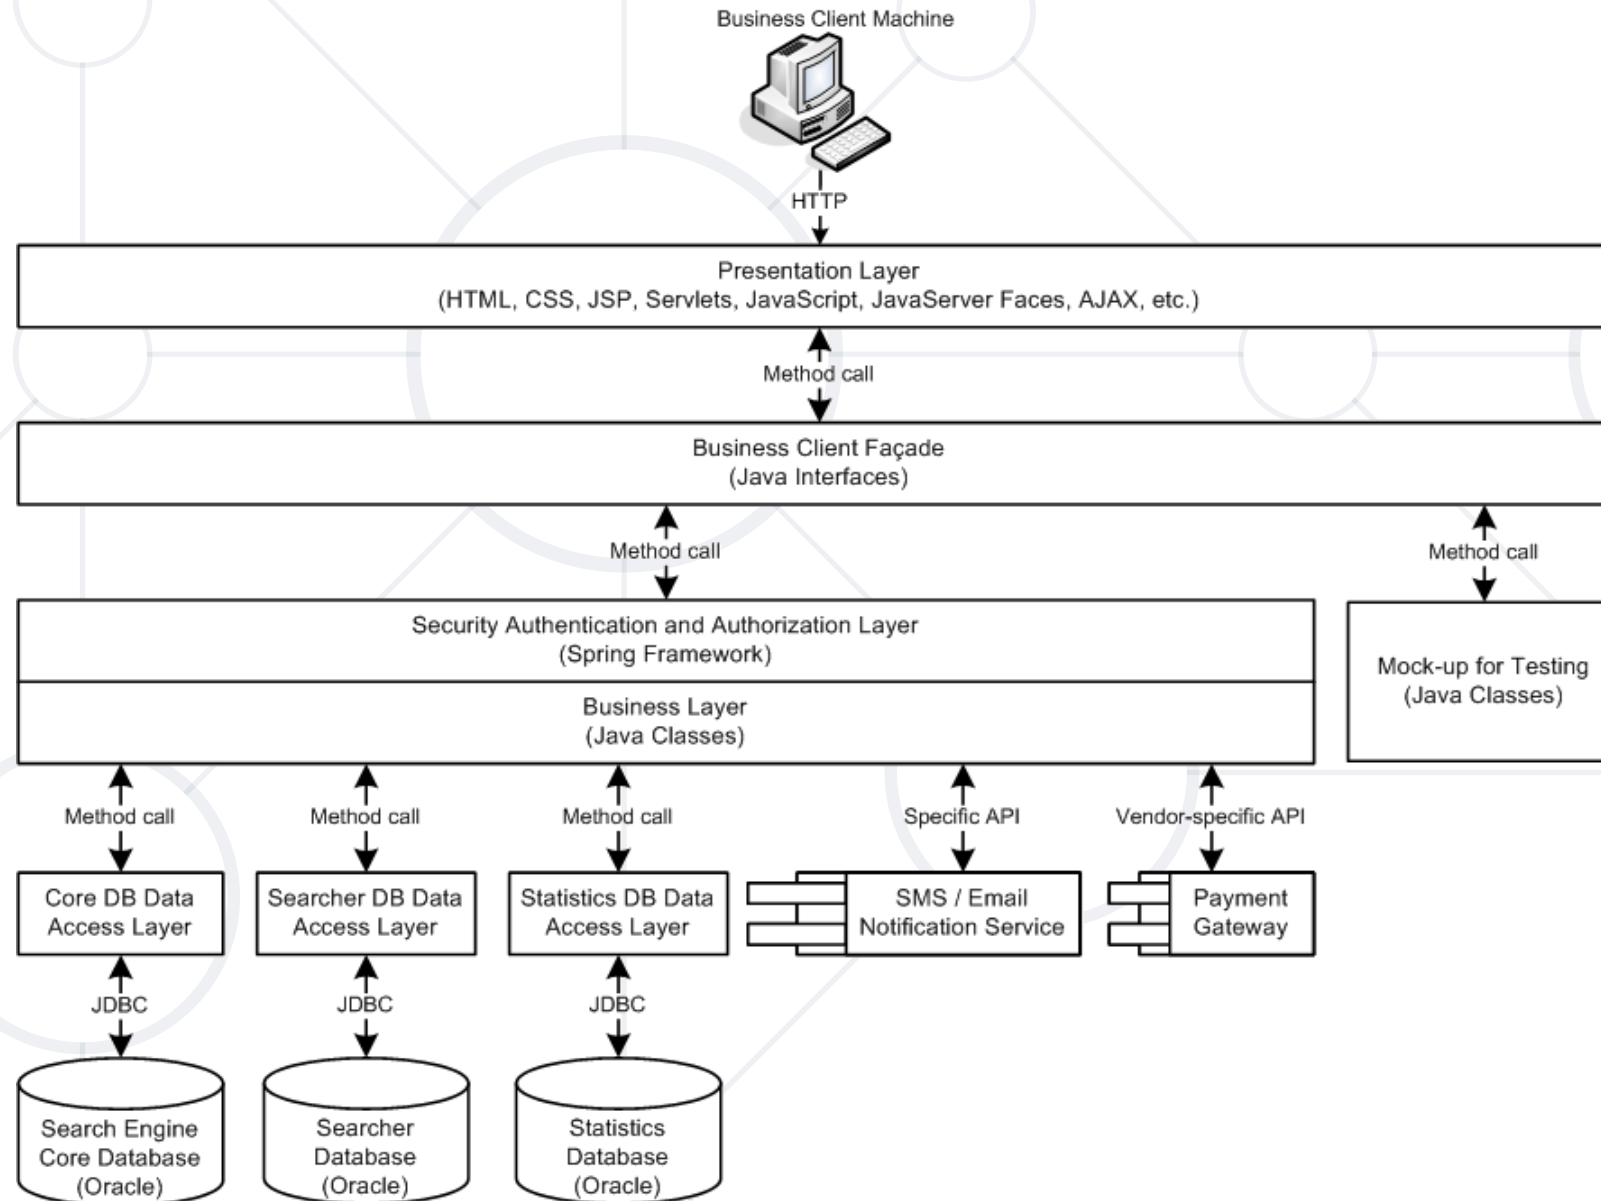 Business Client Machine
HTTP
Presentation Layer
(HTML, CSS, JSP, Servlets, JavaScript, JavaServer Faces, AJAX, etc.)
Method call
Business Client Façade
(Java Interfaces)
Method call
Method call
Security Authentication and Authorization Layer
(Spring Framework)
Business Layer
(Java Classes)
Mock-up for Testing
(Java Classes)
Method call
Method call
Method call
Specific API
Vendor-specific API
Core DB Data
Access Layer
Searcher DB Data
Access Layer
Statistics DB Data
Access Layer
SMS / Email
Notification Service
Payment
Gateway
JDBC
JDBC
JDBC
Search Engine
Core Database
(Oracle)
Searcher
Database
(Oracle)
Statistics
Database
(Oracle)